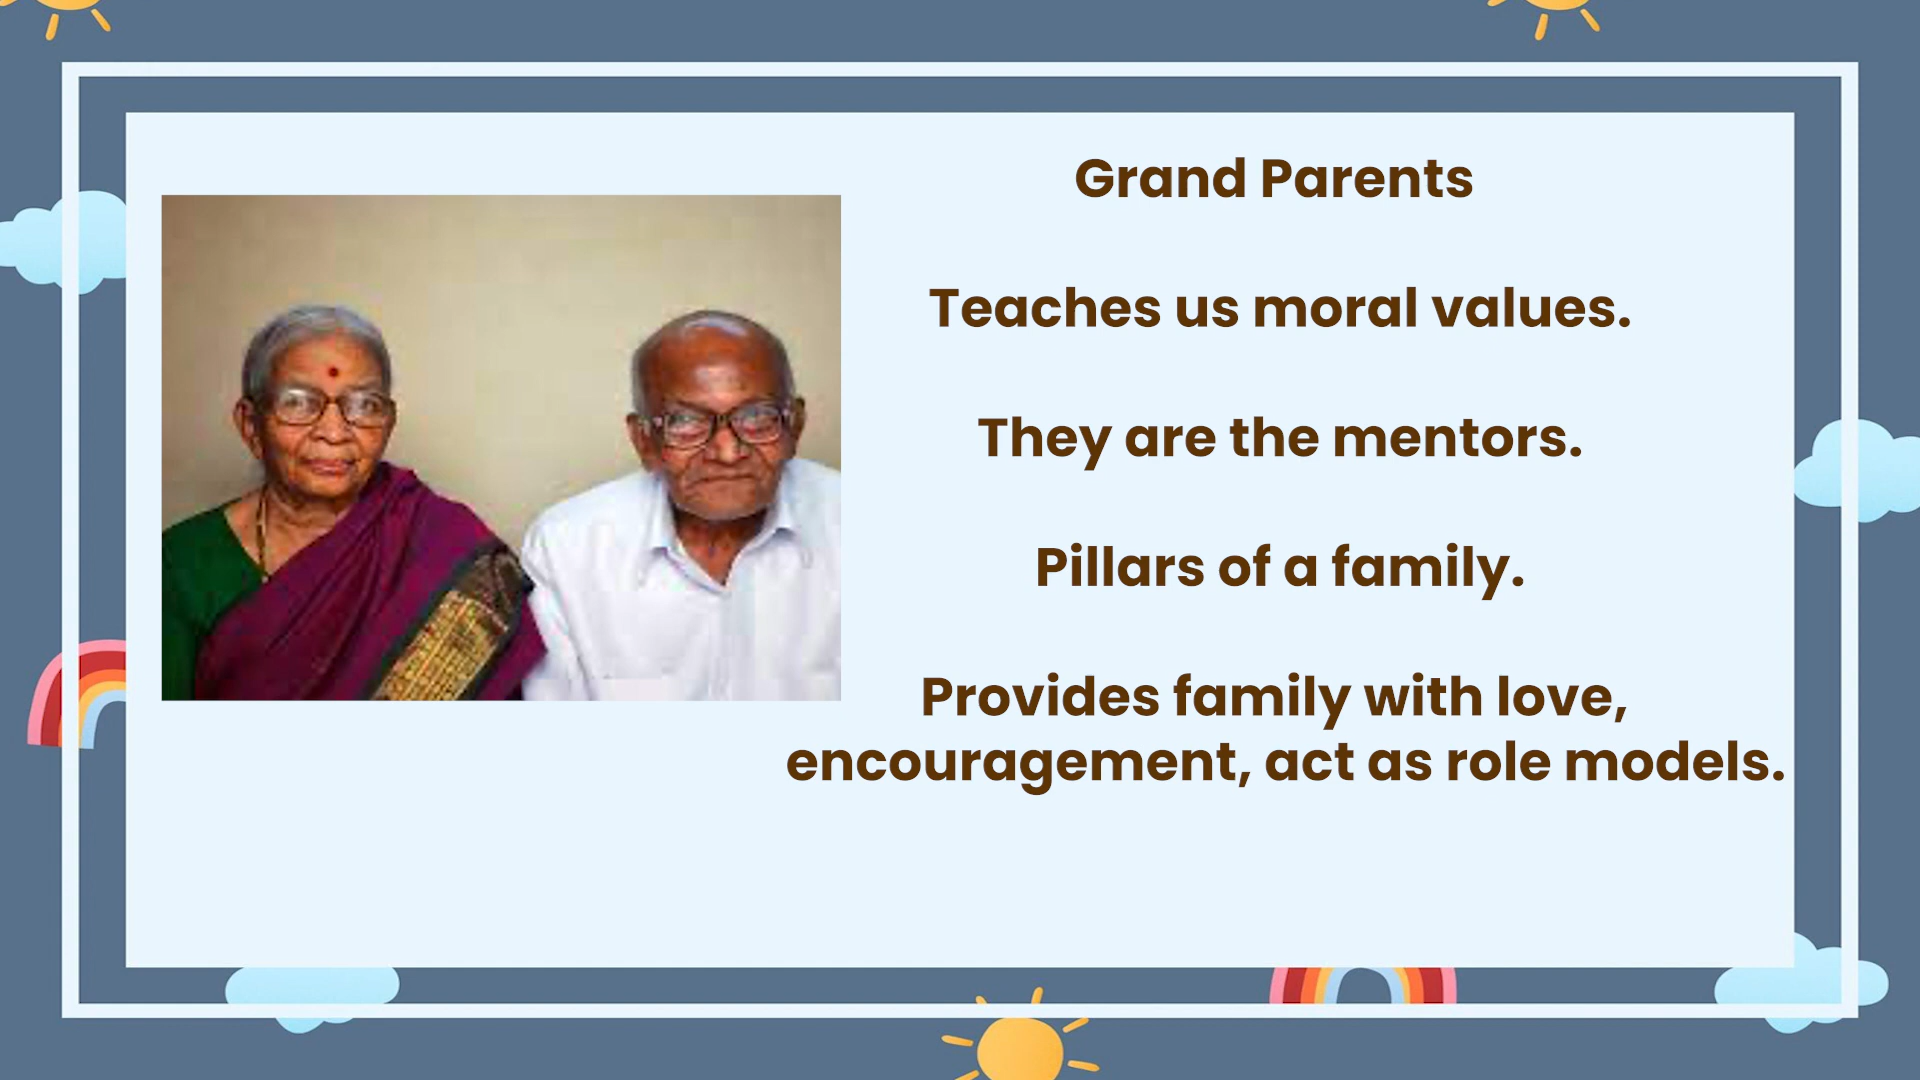 Grand Parents
Teaches us moral values.
They are the mentors.
Pillars of a family.
Provides family with love,
encouragement, act as role models.